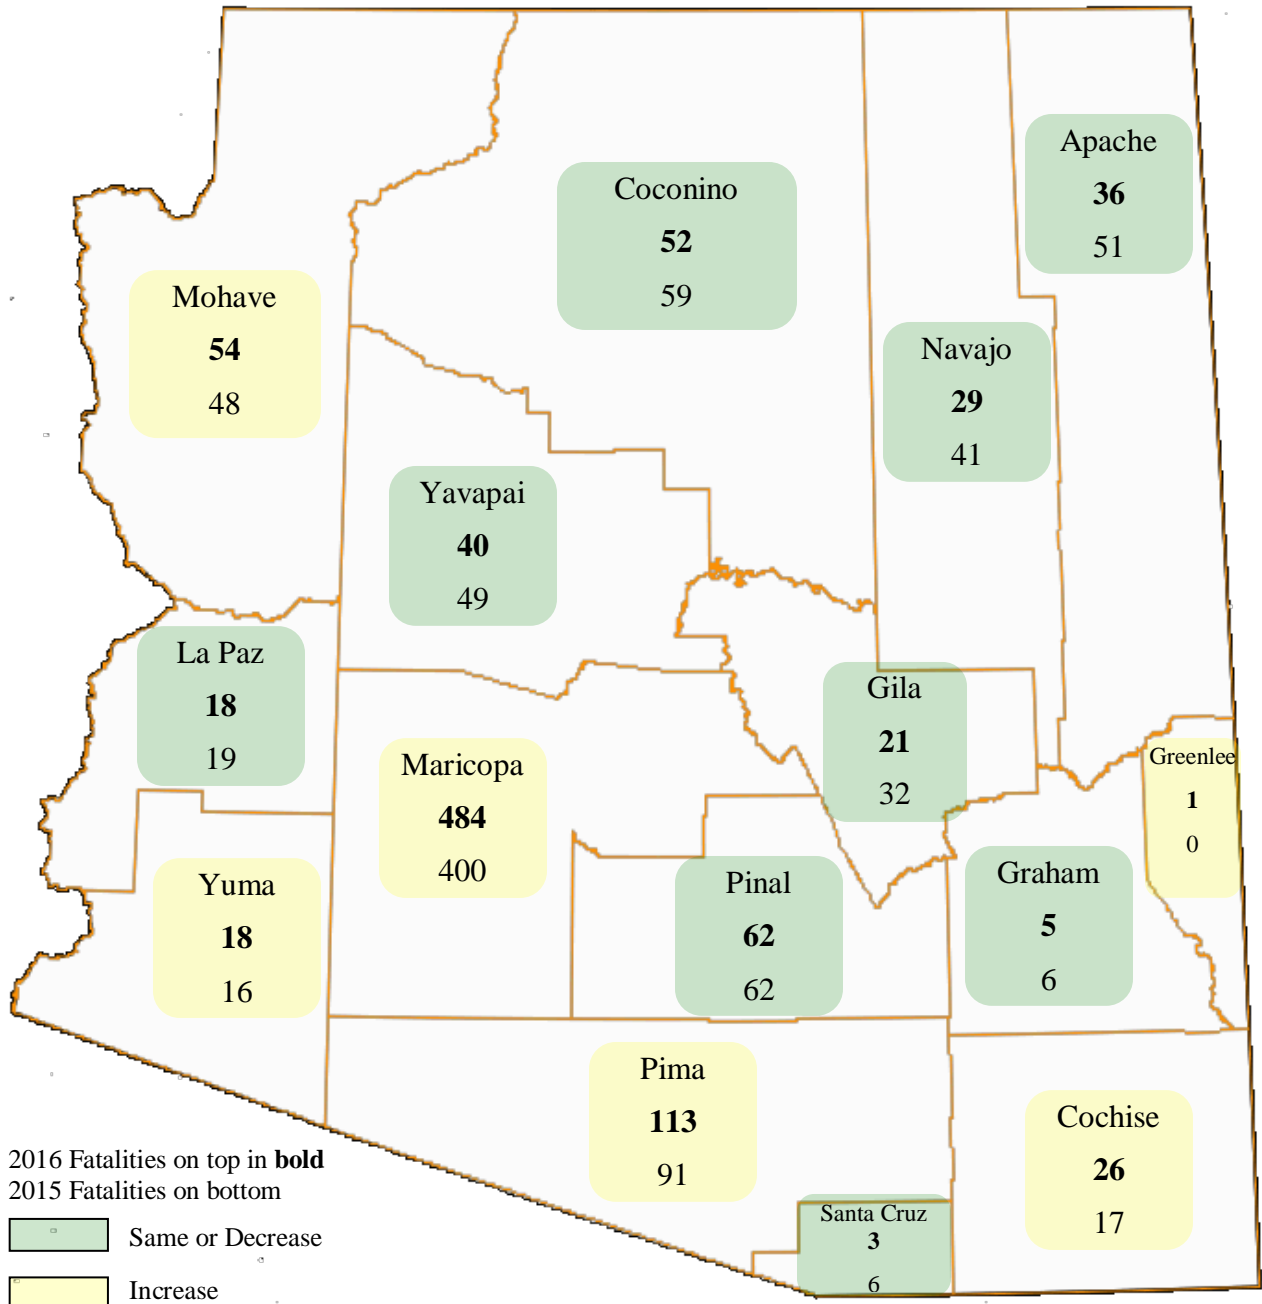 Apache
36
51
Coconino
52
59
Mohave
54
48
Navajo
29
41
Yavapai
40
49
La Paz
18
19
Gila
21
32
Maricopa
484
400
Greenlee
1
0
Yuma
18
16
Pinal
62
62
Graham
5
6
Pima
113
91
Cochise
26
17
Santa Cruz
3
6
2016 Fatalities on top in bold
2015 Fatalities on bottom
Same or Decrease
Increase